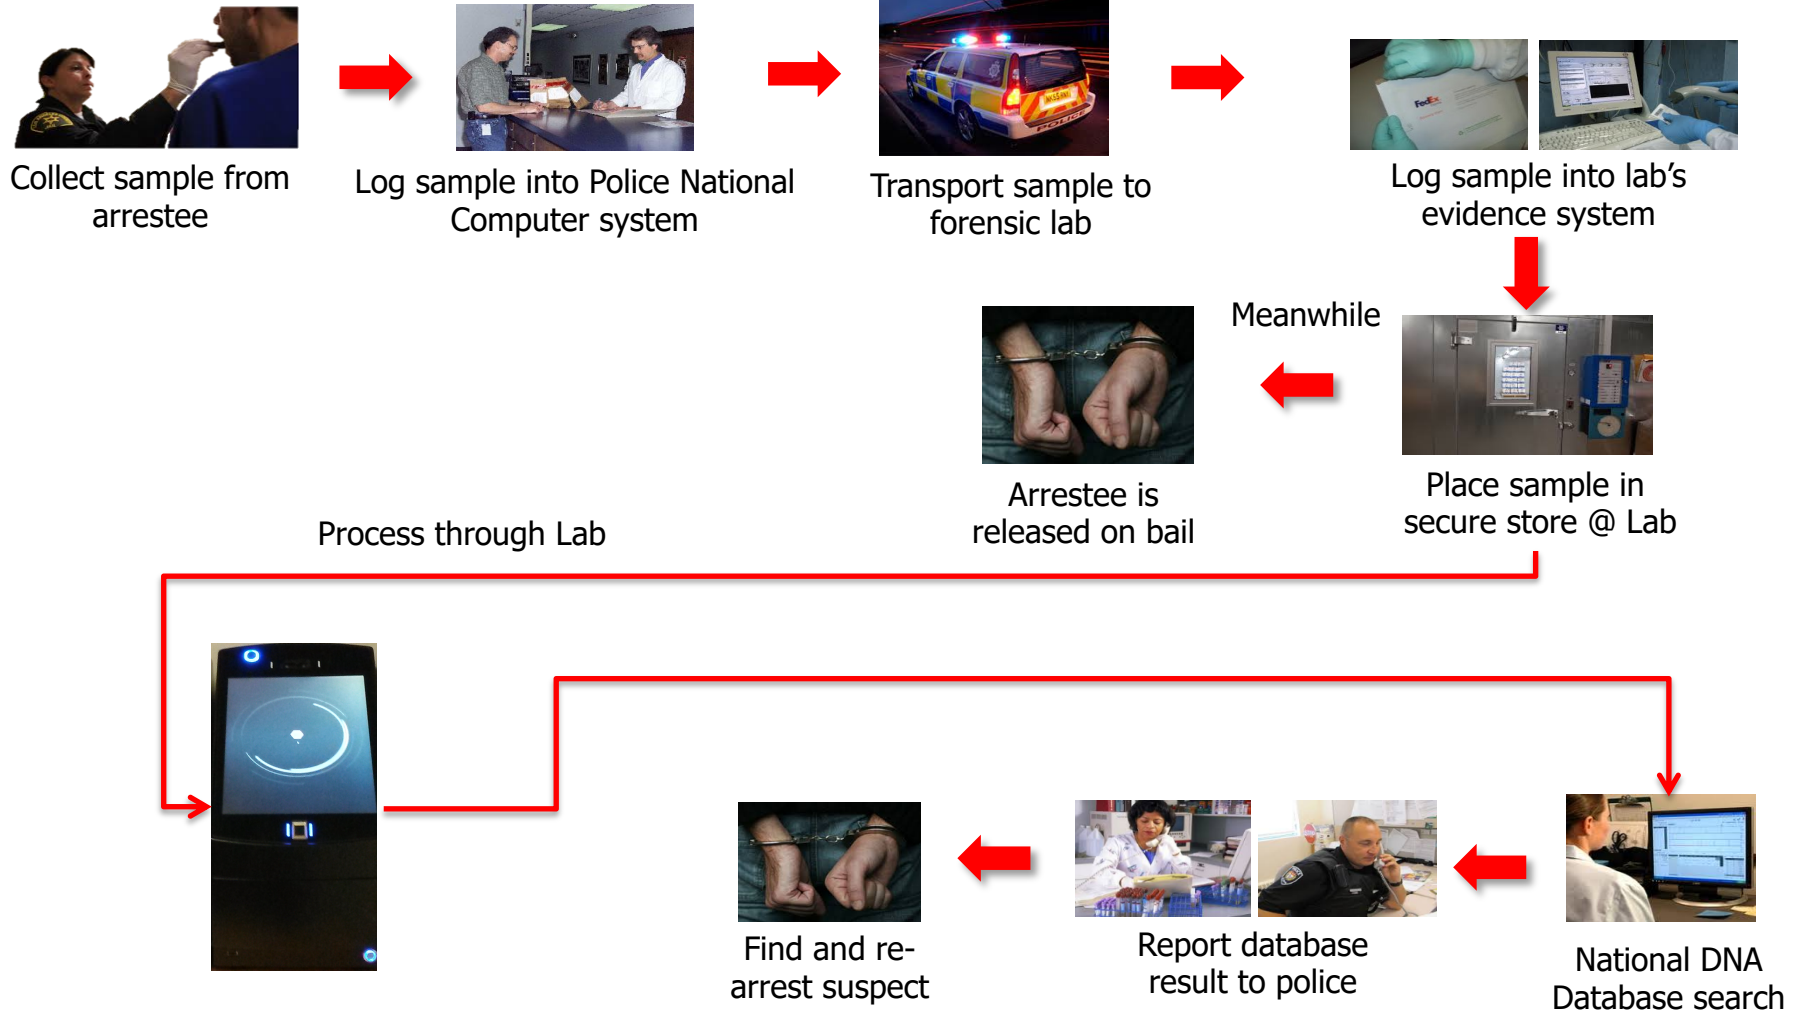 Collect sample from
arrestee
Log sample into Police National
Computer system
POLICE
Transport sample to
forensic lab
FedEx
Log sample into lab’s
evidence system
Meanwhile
Arrestee is
released on bail
Place sample in
secure store @ Lab
Process through Lab
Find and re-
arrest suspect
Report database
result to police
National DNA
Database search